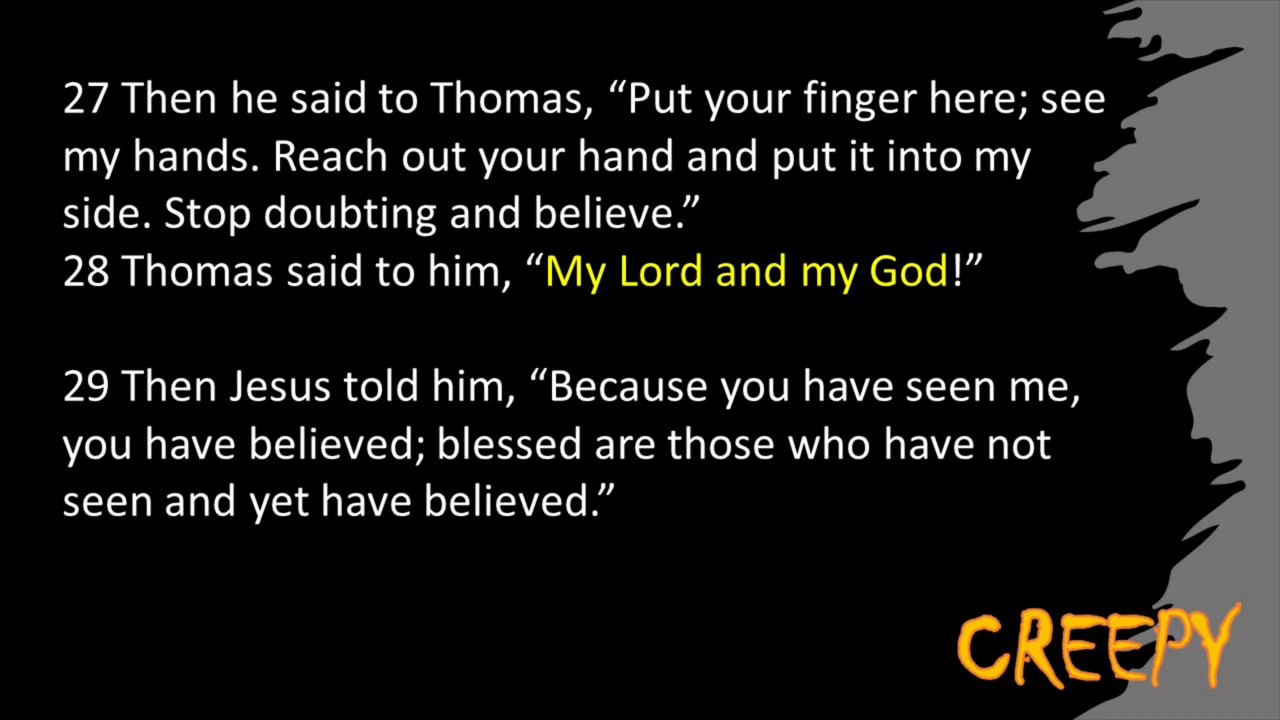 27 Then he said to Thomas, “Put your finger here; see
my hands. Reach out your hand and put it into my
side. Stop doubting and believe.”
28 Thomas said to him, “My Lord and my God!”
29 Then Jesus told him, “Because you have seen me,
you have believed; blessed are those who have not
seen and yet have believed.”
CREEPY